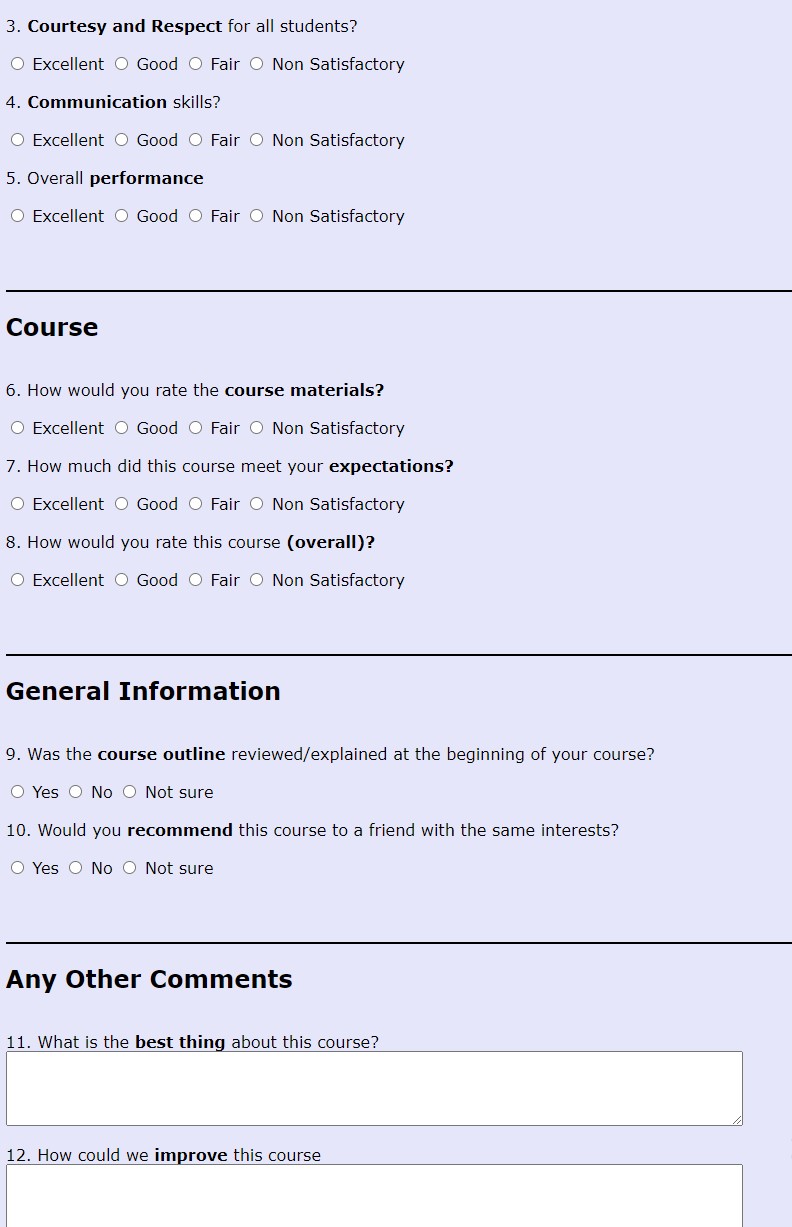 3. Courtesy and Respect for all students?
Excellent Good Fair Non Satisfactory
4. Communication skills?
Excellent Good Fair Non Satisfactory
5. Overall performance
Excellent Good Fair Non Satisfactory
Course
6. How would you rate the course materials?
Excellent Good Fair Non Satisfactory
7. How much did this course meet your expectations?
Excellent Good Fair Non Satisfactory
8. How would you rate this course (overall)?
Excellent Good Fair Non Satisfactory
General Information
9. Was the course outline reviewed/explained at the beginning of your course?
Yes No Not sure
10. Would you recommend this course to a friend with the same interests?
Yes No Not sure
Any Other Comments
11. What is the best thing about this course?
12. How could we improve this course